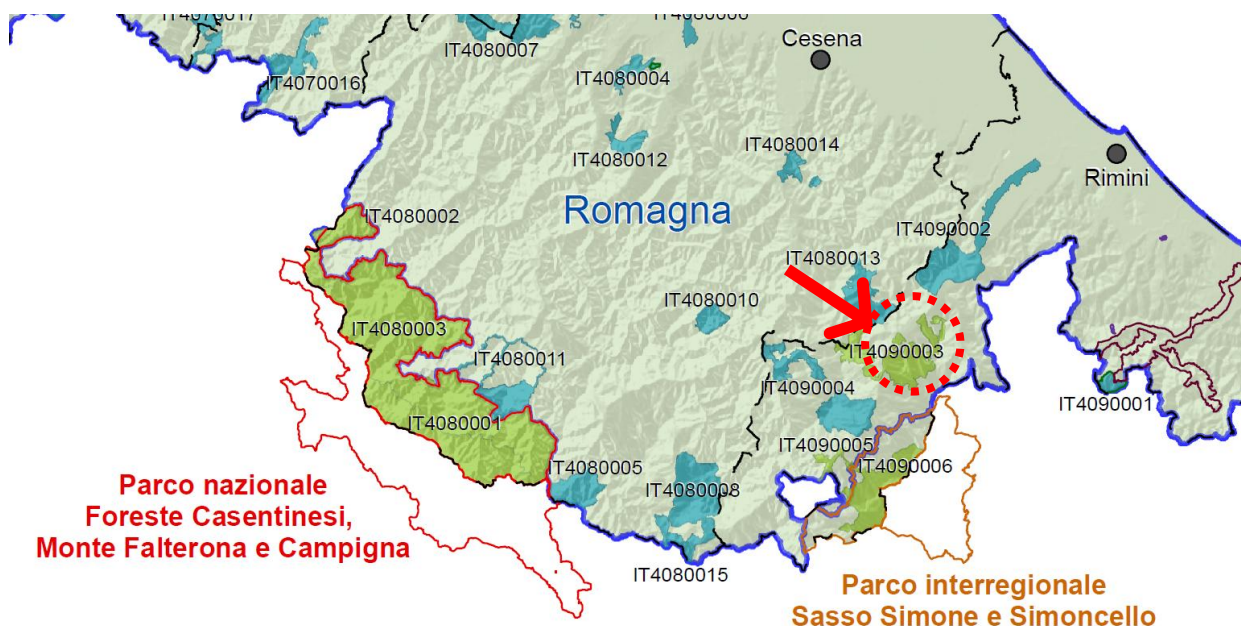 IT4070017
IT4080006
IT4080007
Cesena
IT4070016
IT4080004
IT4080012
IT4080014
Rimini
Romagna
IT4080002
IT4090002
IT4080013
IT4080010
IT4080003
IT4080011
IT4090003
IT4090004
IT4090001
IT4080001
IT4090005
IT4080005
IT4080008
IT4090006
Parco nazionale
Foreste Casentinesi,
Monte Falterona e Campigna
IT4080015
Parco interregionale
Sasso Simone e Simoncello